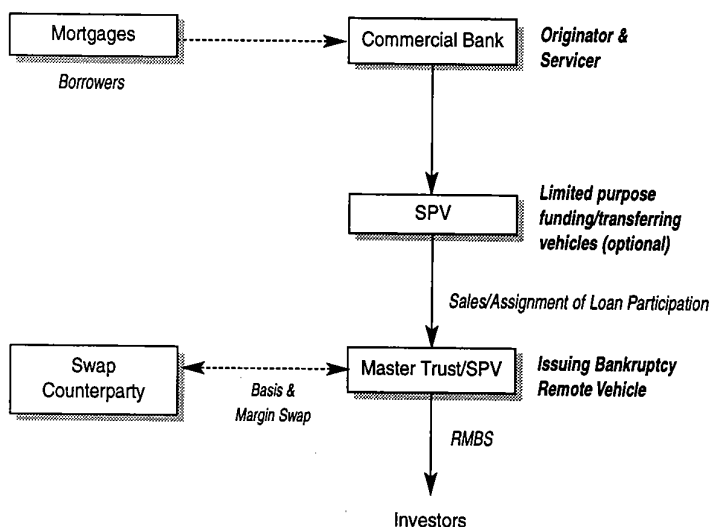 Mortgages
Commercial Bank
Originator &
Servicer
Borrowers
SPV
Limited purpose
funding/transferring
vehicles (optional)
Sales/Assignment of Loan Participation
Swap
Counterparty
Basis &
Margin Swap
Master Trust/SPV
Issuing Bankruptcy
Remote Vehicle
RMBS
Investors